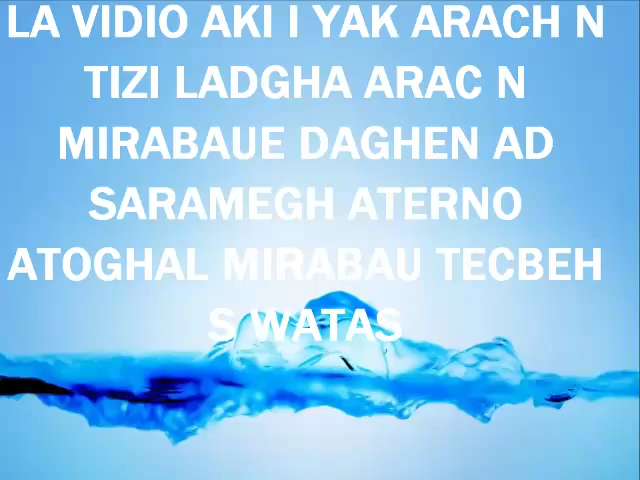 LA VIDIO AKI I YAK ARACH N
TIZI LADGHA ARAC N
MIRABAUE DAGHEN AD
SARAMEGH ATERNO
ATOGHAL MIRABAU TECBEH
S WATAS